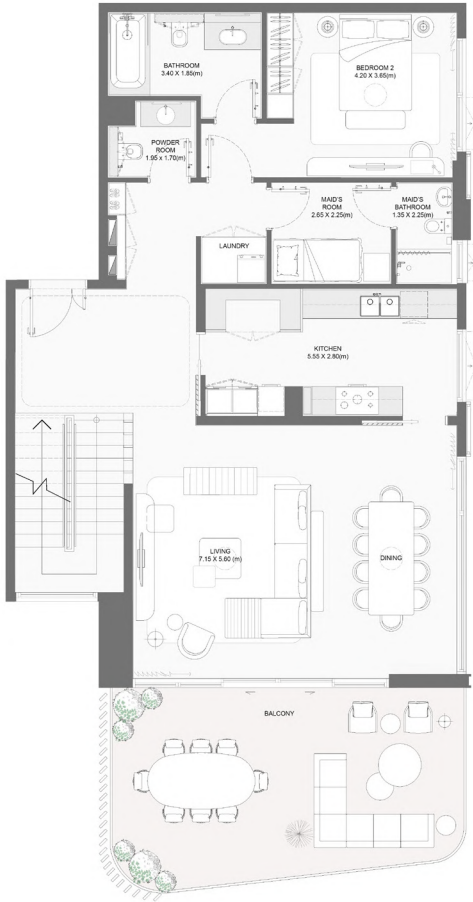 BATHROOM
3.40 X 1.85(m)
BEDROOM 2
4.20 X 3.65(m)
POWDER
ROOM
1.95 x 1.70(m)
MAID'S
ROOM
2.65 X 2.25(m)
MAID'S
BATHROOM
1.35 X 2.25(m)
LAUNDRY
KITCHEN
5.55 X 2.80(m)
LIVING
7.15 X 5.60 (m)
DINING
BALCONY